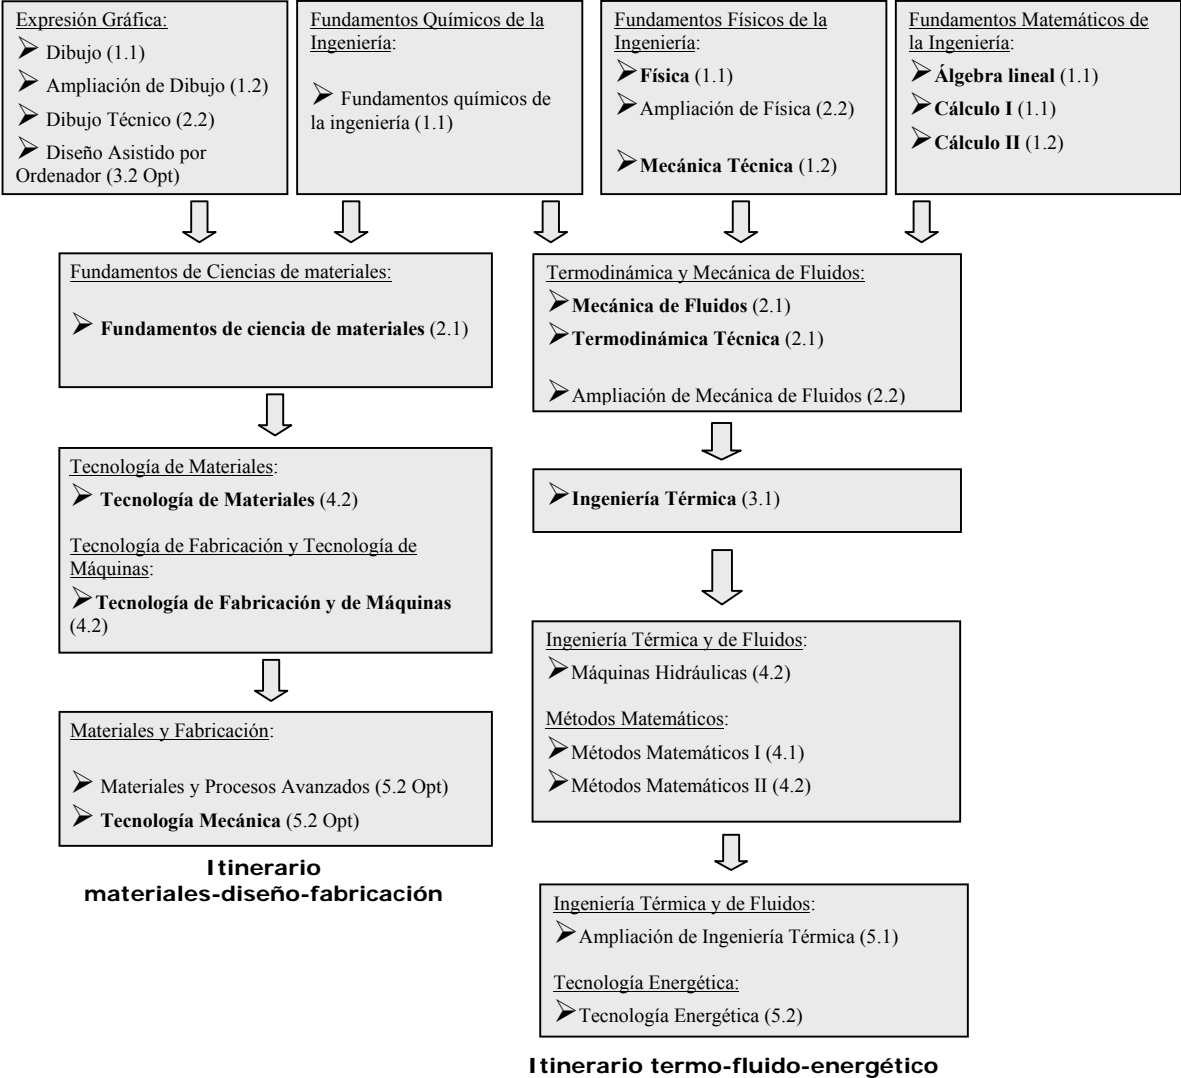 Expresión Gráfica:
Dibujo (1.1)
Ampliación de Dibujo (1.2)
Dibujo Técnico (2.2)
Diseño Asistido por
Ordenador (3.2 Opt)
Fundamentos Químicos de la
Ingeniería:
Fundamentos químicos de
la ingeniería (1.1)
Fundamentos Físicos de la
Ingeniería:
Física (1.1)
Ampliación de Física (2.2)
Mecánica Técnica (1.2)
Fundamentos Matemáticos de
la Ingeniería:
Álgebra lineal (1.1)
Cálculo I (1.1)
Cálculo II (1.2)
Fundamentos de Ciencias de materiales:
Fundamentos de ciencia de materiales (2.1)
Tecnología de Materiales:
Tecnología de Materiales (4.2)
Tecnología de Fabricación y Tecnología de
Máquinas:
Tecnología de Fabricación y de Máquinas
(4.2)
Materiales y Fabricación:
Materiales y Procesos Avanzados (5.2 Opt)
Tecnología Mecánica (5.2 Opt)
Itinerario
materiales-diseño-fabricación
Termodinámica y Mecánica de Fluidos:
Mecánica de Fluidos (2.1)
Termodinámica Técnica (2.1)
Ampliación de Mecánica de Fluidos (2.2)
Ingeniería Térmica (3.1)
Ingeniería Térmica y de Fluidos:
Máquinas Hidráulicas (4.2)
Métodos Matemáticos:
Métodos Matemáticos I (4.1)
Métodos Matemáticos II (4.2)
Ingeniería Térmica y de Fluidos:
Ampliación de Ingeniería Térmica (5.1)
Tecnología Energética:
Tecnología Energética (5.2)
Itinerario termo-fluido-energético